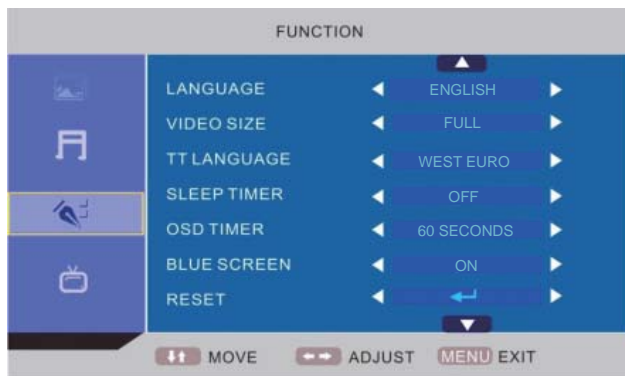 FUNCTION
LANGUAGE ENGLISH
VIDEO SIZE FULL
TT LANGUAGE WEST EURO
SLEEP TIMER OFF
OSD TIMER 60 SECONDS
BLUE SCREEN ON
RESET
MOVE ADJUST MENU EXIT